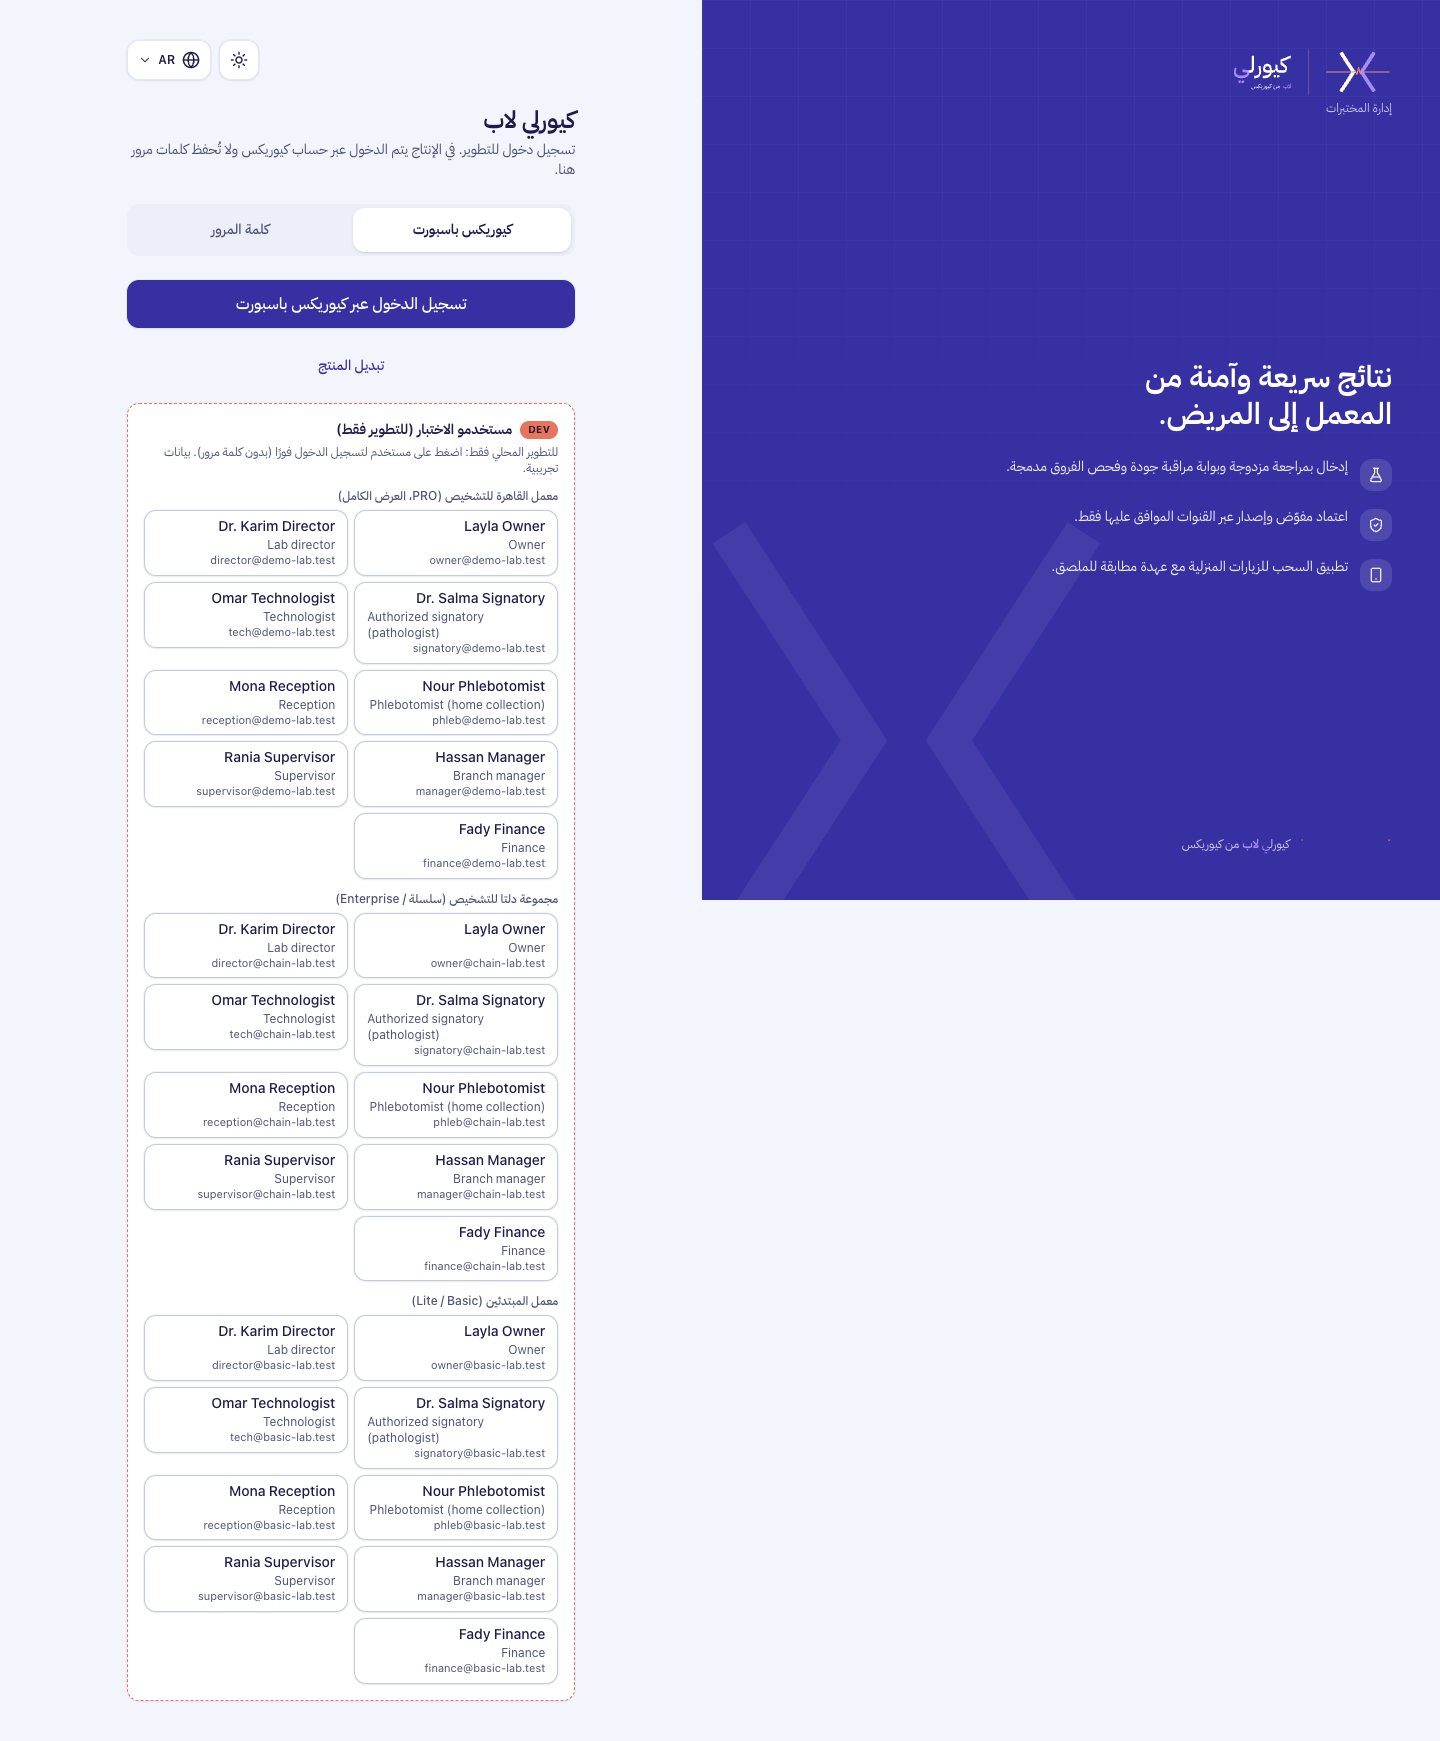 كيورلي
لاب من كيوريكس
إدارة المختبرات
نتائج سريعة وآمنة من
المعمل إلى المريض.
إدخال بمراجعة مزدوجة وبوابة مراقبة جودة وفحص الفروق مدمجة.
اعتماد مفوّض وإصدار عبر القنوات الموافق عليها فقط.
تطبيق السحب للزيارات المنزلية مع عهدة مطابقة للملصق.
كيورلي لاب من كيوريكس
AR
كيورلي لاب
تسجيل دخول للتطوير. في الإنتاج يتم الدخول عبر حساب كيوريكس ولا تُحفظ كلمات مرور
هنا.
كيوريكس باسبورت
كلمة المرور
تسجيل الدخول عبر كيوريكس باسبورت
تبديل المنتج
DEV مستخدمو الاختبار (للتطوير فقط)
للتطوير المحلي فقط: اضغط على مستخدم لتسجيل الدخول فورًا (بدون كلمة مرور). بيانات
تجريبية.
معمل القاهرة للتشخيص (PRO، العرض الكامل)
Layla Owner
Owner
owner@demo-lab.test
Dr. Karim Director
Lab director
director@demo-lab.test
Dr. Salma Signatory
Authorized signatory
(pathologist)
signatory@demo-lab.test
Omar Technologist
Technologist
tech@demo-lab.test
Nour Phlebotomist
Phlebotomist (home collection)
phleb@demo-lab.test
Mona Reception
Reception
reception@demo-lab.test
Hassan Manager
Branch manager
manager@demo-lab.test
Rania Supervisor
Supervisor
supervisor@demo-lab.test
Fady Finance
Finance
finance@demo-lab.test
مجموعة دلتا للتشخيص (سلسلة / Enterprise)
Layla Owner
Owner
owner@chain-lab.test
Dr. Karim Director
Lab director
director@chain-lab.test
Dr. Salma Signatory
Authorized signatory
(pathologist)
signatory@chain-lab.test
Omar Technologist
Technologist
tech@chain-lab.test
Nour Phlebotomist
Phlebotomist (home collection)
phleb@chain-lab.test
Mona Reception
Reception
reception@chain-lab.test
Hassan Manager
Branch manager
manager@chain-lab.test
Rania Supervisor
Supervisor
supervisor@chain-lab.test
Fady Finance
Finance
finance@chain-lab.test
معمل المبتدئين (Lite / Basic)
Layla Owner
Owner
owner@basic-lab.test
Dr. Karim Director
Lab director
director@basic-lab.test
Dr. Salma Signatory
Authorized signatory
(pathologist)
signatory@basic-lab.test
Omar Technologist
Technologist
tech@basic-lab.test
Nour Phlebotomist
Phlebotomist (home collection)
phleb@basic-lab.test
Mona Reception
Reception
reception@basic-lab.test
Hassan Manager
Branch manager
manager@basic-lab.test
Rania Supervisor
Supervisor
supervisor@basic-lab.test
Fady Finance
Finance
finance@basic-lab.test